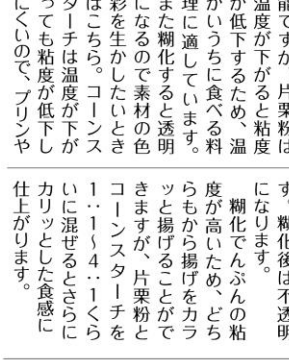 能ですが、片栗粉は
温度が下がると粘度
が低下するため、温
かいうちに食べる料
理に適しています。
また糊化すると透明
になるので素材の色
彩を生かしたいとき
はこちら。コーンス
ターチは温度が下が
っても粘度が低下し
にくいので、プリンや
す。糊化後は不透明
になります。
糊化でんぷんの粘
度が高いため、どち
らもから揚げをカラ
ッと揚げることがで
きますが、片栗粉と
コーンスターチを
1：1〜4：1くら
いに混ぜるとさらに
カリッとした食感に
仕上がります。